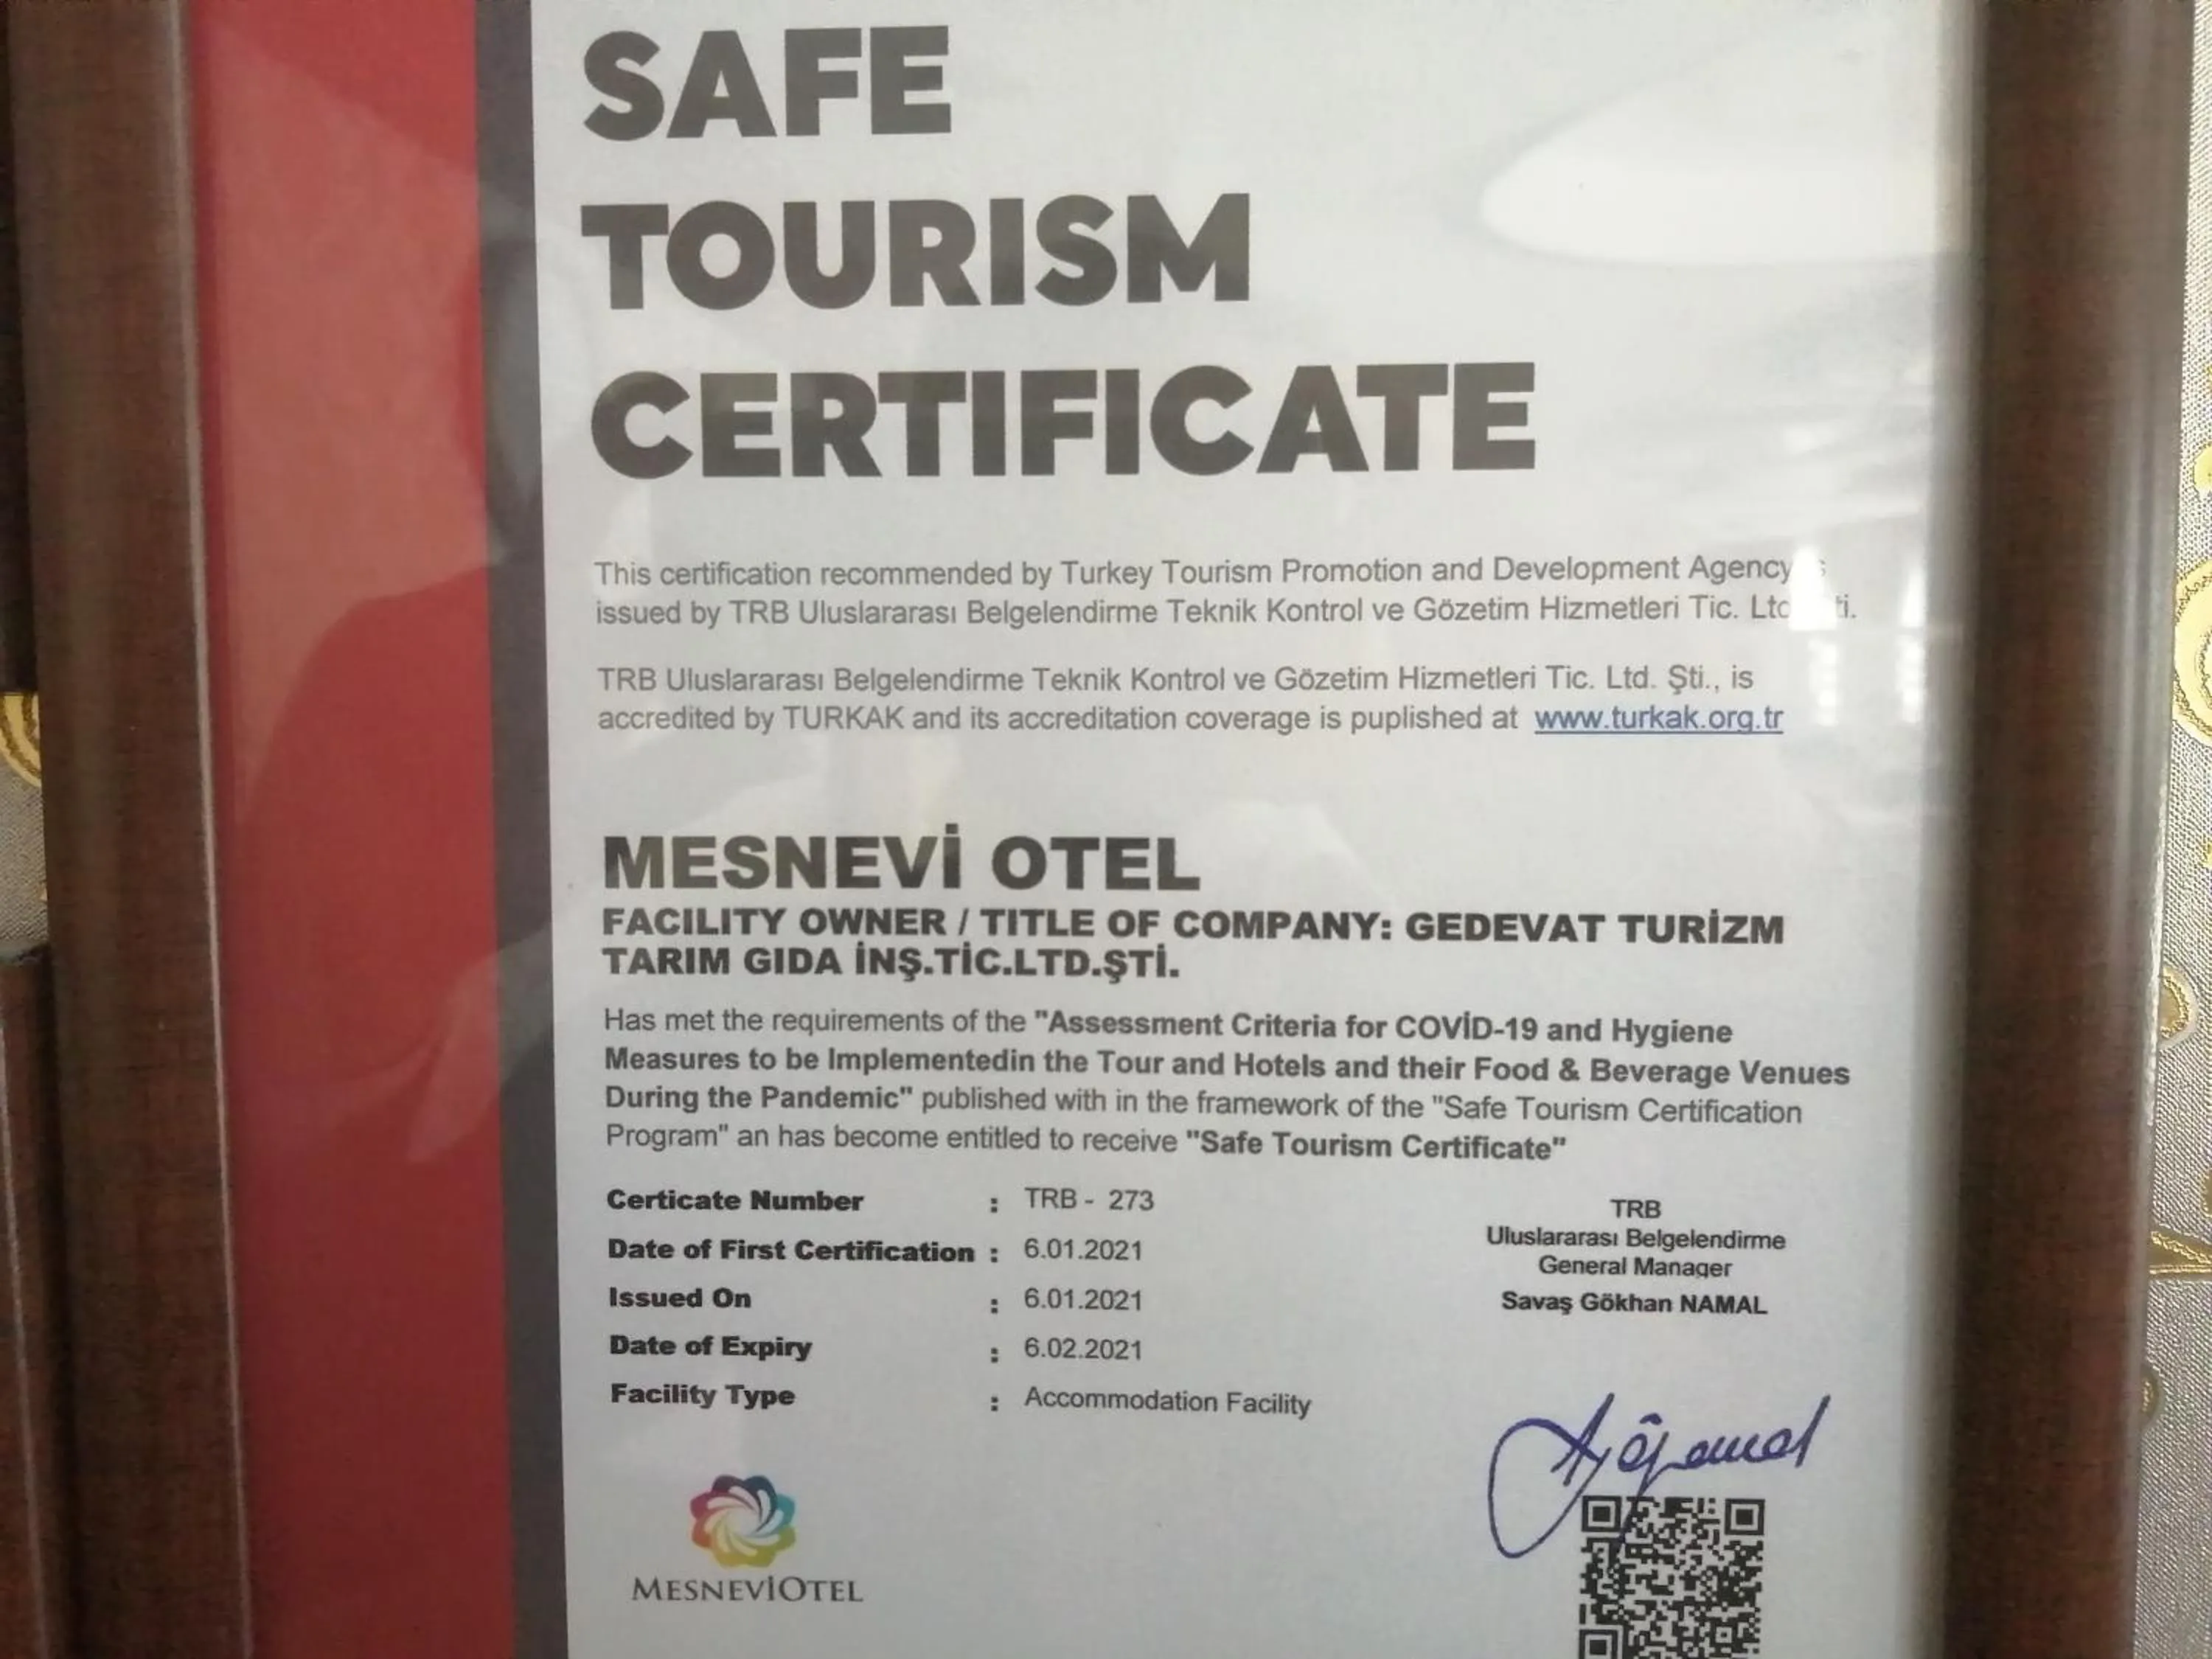 SAFE
TOURISM
CERTIFICATE
This certification recommended by Turkey Tourism Promotion and Development Agency
issued by TRB Uluslararası Belgelendirme Teknik Kontrol ve Gözetim Hizmetleri Tic.
TRB Uluslararası Belgelendirme Teknik Kontrol ve Gözetim Hizmetleri Tic. Ltd. Şti., is
accredited by TURKAK and its accreditation coverage is puplished at www.turkak.org.tr
MESNEVİ OTEL
FACILITY OWNER / TITLE OF COMPANY: GEDEVAT TURİZM
TARIM GIDA İNŞ.TİC.LTD.ŞTİ.
Has met the requirements of the "Assessment Criteria for COVİD-19 and Hygiene
Measures to be Implementedin the Tour and Hotels and their Food & Beverage Venues
During the Pandemic" published with in the framework of the "Safe Tourism Certification
Program" an has become entitled to receive "Safe Tourism Certificate"
Certicate Number : TRB - 273
Date of First Certification : 6.01.2021
Issued On : 6.01.2021
Date of Expiry : 6.02.2021
Facility Type : Accommodation Facility
TRB
Uluslararası Belgelendirme
General Manager
Savaş Gökhan NAMAL
MESNEVİOTEL